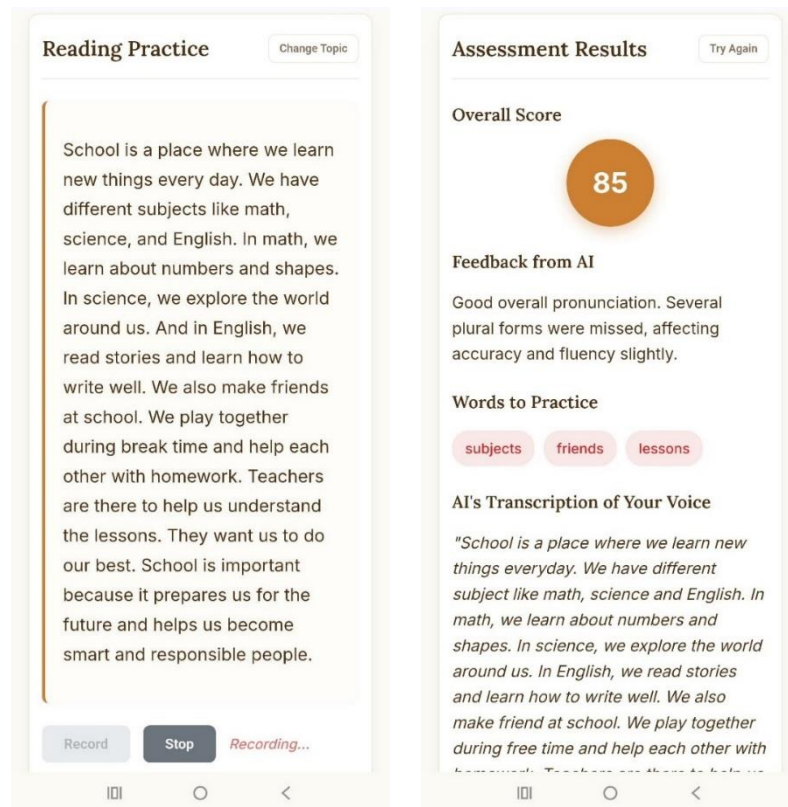 Reading Practice
Change Topic
School is a place where we learn
new things every day. We have
different subjects like math,
science, and English. In math, we
learn about numbers and shapes.
In science, we explore the world
around us. And in English, we
read stories and learn how to
write well. We also make friends
at school. We play together
during break time and help each
other with homework. Teachers
are there to help us understand
the lessons. They want us to do
our best. School is important
because it prepares us for the
future and helps us become
smart and responsible people.
Record
Stop
Recording...
Assessment Results
Try Again
Overall Score
85
Feedback from AI
Good overall pronunciation. Several
plural forms were missed, affecting
accuracy and fluency slightly.
Words to Practice
subjects
friends
lessons
AI's Transcription of Your Voice
"School is a place where we learn new
things everyday. We have different
subject like math, science and English. In
math, we learn about numbers and
shapes. In science, we explore the world
around us. In English, we read stories
and learn how to write well. We also
make friend at school. We play together
during free time and help each other with